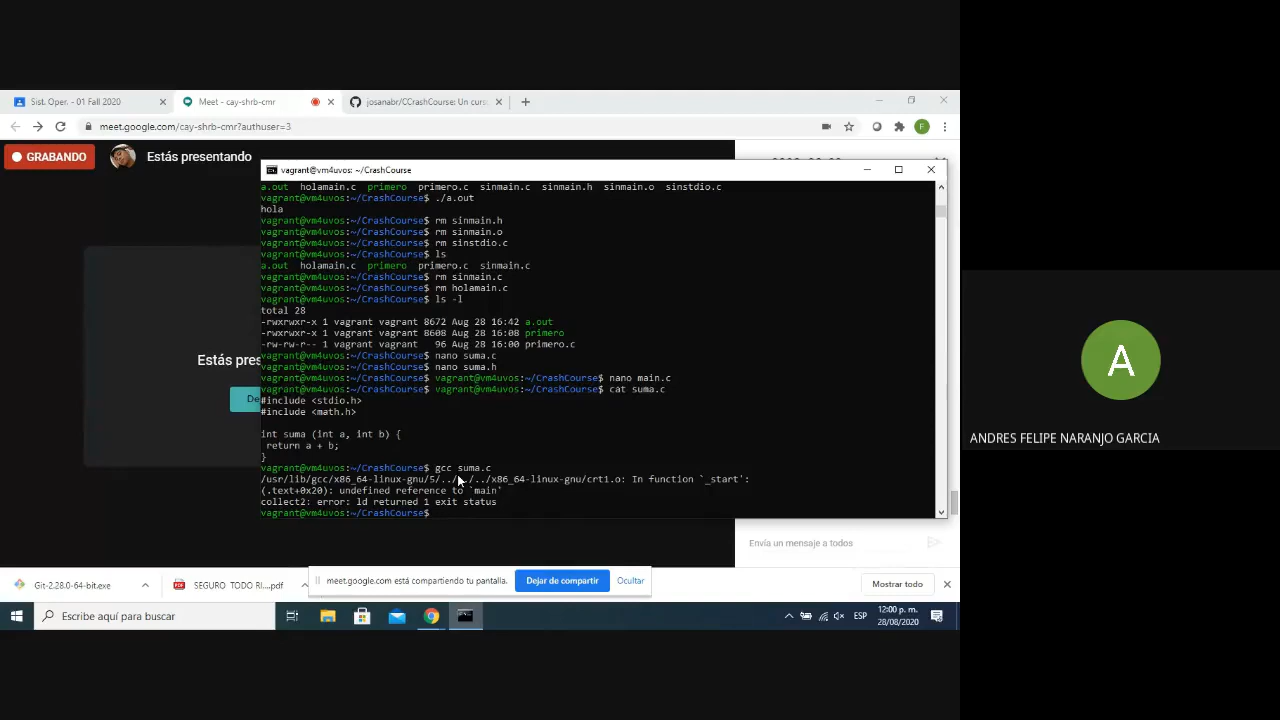 Sist. Oper. - 01 Fall 2020
Meet - cay-shrb-cmr
josanabr/CCrashCourse: Un curs
meet.google.com/cay-shrb-cmr?authuser=3
F
GRABANDO
Estás presentando
vagrant@vm4uvos: ~/CrashCourse
a.out holamain.c primero primero.c sinmain.c sinmain.h sinmain.o sinstdio.c
vagrant@vm4uvos:~/CrashCourse$ ./a.out
hola
vagrant@vm4uvos:~/CrashCourse$ rm sinmain.h
vagrant@vm4uvos:~/CrashCourse$ rm sinmain.o
vagrant@vm4uvos:~/CrashCourse$ rm sinstdio.c
vagrant@vm4uvos:~/CrashCourse$ ls
a.out holamain.c primero primero.c sinmain.c
vagrant@vm4uvos:~/CrashCourse$ rm sinmain.c
vagrant@vm4uvos:~/CrashCourse$ rm holamain.c
vagrant@vm4uvos:~/CrashCourse$ ls -l
total 28
-rwxrwxr-x 1 vagrant vagrant 8672 Aug 28 16:42 a.out
-rwxrwxr-x 1 vagrant vagrant 8608 Aug 28 16:08 primero
-rw-rw-r-- 1 vagrant vagrant 96 Aug 28 16:00 primero.c
vagrant@vm4uvos:~/CrashCourse$ nano suma.c
vagrant@vm4uvos:~/CrashCourse$ nano suma.h
vagrant@vm4uvos:~/CrashCourse$ vagrant@vm4uvos:~/CrashCourse$ nano main.c
vagrant@vm4uvos:~/CrashCourse$ vagrant@vm4uvos:~/CrashCourse$ cat suma.c
#include <stdio.h>
#include <math.h>
int suma (int a, int b) {
return a + b;
}
vagrant@vm4uvos:~/CrashCourse$ gcc suma.c
/usr/lib/gcc/x86_64-linux-gnu/5/../../../x86_64-linux-gnu/crt1.o: In function `_start':
(.text+0x20): undefined reference to `main'
collect2: error: ld returned 1 exit status
vagrant@vm4uvos:~/CrashCourse$
Estás pres
De
A
ANDRES FELIPE NARANJO GARCIA
Envía un mensaje a todos
Git-2.28.0-64-bit.exe
SEGURO TODO RI....pdf
meet.google.com está compartiendo tu pantalla.
Dejar de compartir
Ocultar
Mostrar todo
Escribe aquí para buscar
ESP
12:00 p. m.
28/08/2020